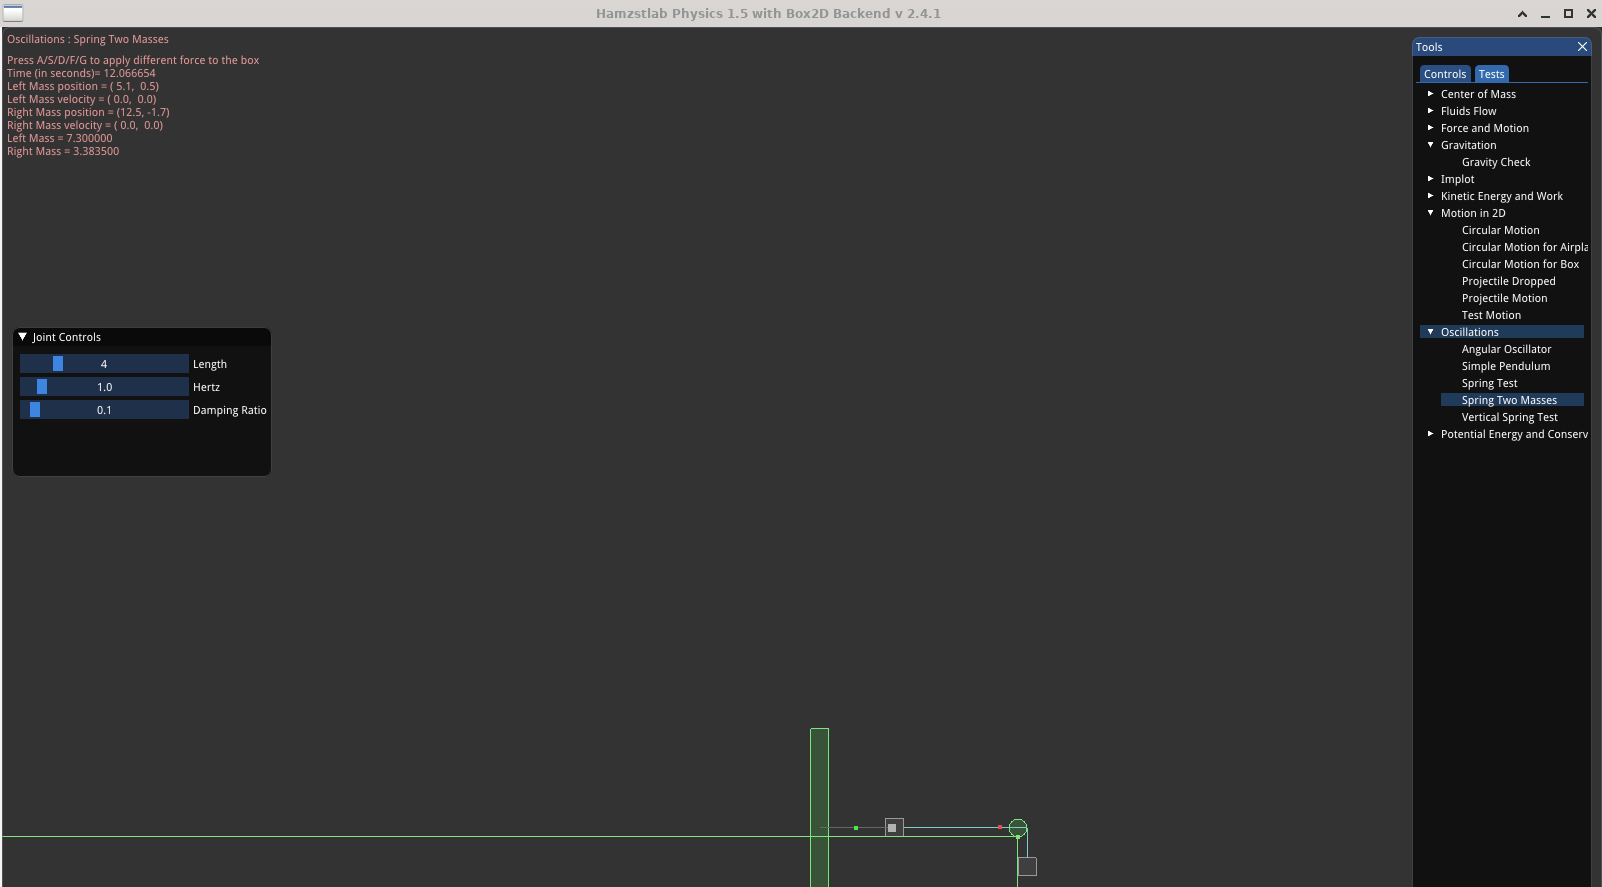 Hamzstlab Physics 1.5 with Box2D Backend v 2.4.1
Oscillations : Spring Two Masses
Press A/S/D/F/G to apply different force to the box
Time (in seconds)= 12.066654
Left Mass position = ( 5.1,  0.5)
Left Mass velocity = ( 0.0,  0.0)
Right Mass position = (12.5, -1.7)
Right Mass velocity = ( 0.0,  0.0)
Left Mass = 7.300000
Right Mass = 3.383500
Joint Controls
4 Length
1.0 Hertz
0.1 Damping Ratio
Tools
Controls Tests
Center of Mass
Fluids Flow
Force and Motion
Gravitation
Gravity Check
Implot
Kinetic Energy and Work
Motion in 2D
Circular Motion
Circular Motion for Airpla
Circular Motion for Box
Projectile Dropped
Projectile Motion
Test Motion
Oscillations
Angular Oscillator
Simple Pendulum
Spring Test
Spring Two Masses
Vertical Spring Test
Potential Energy and Conserv